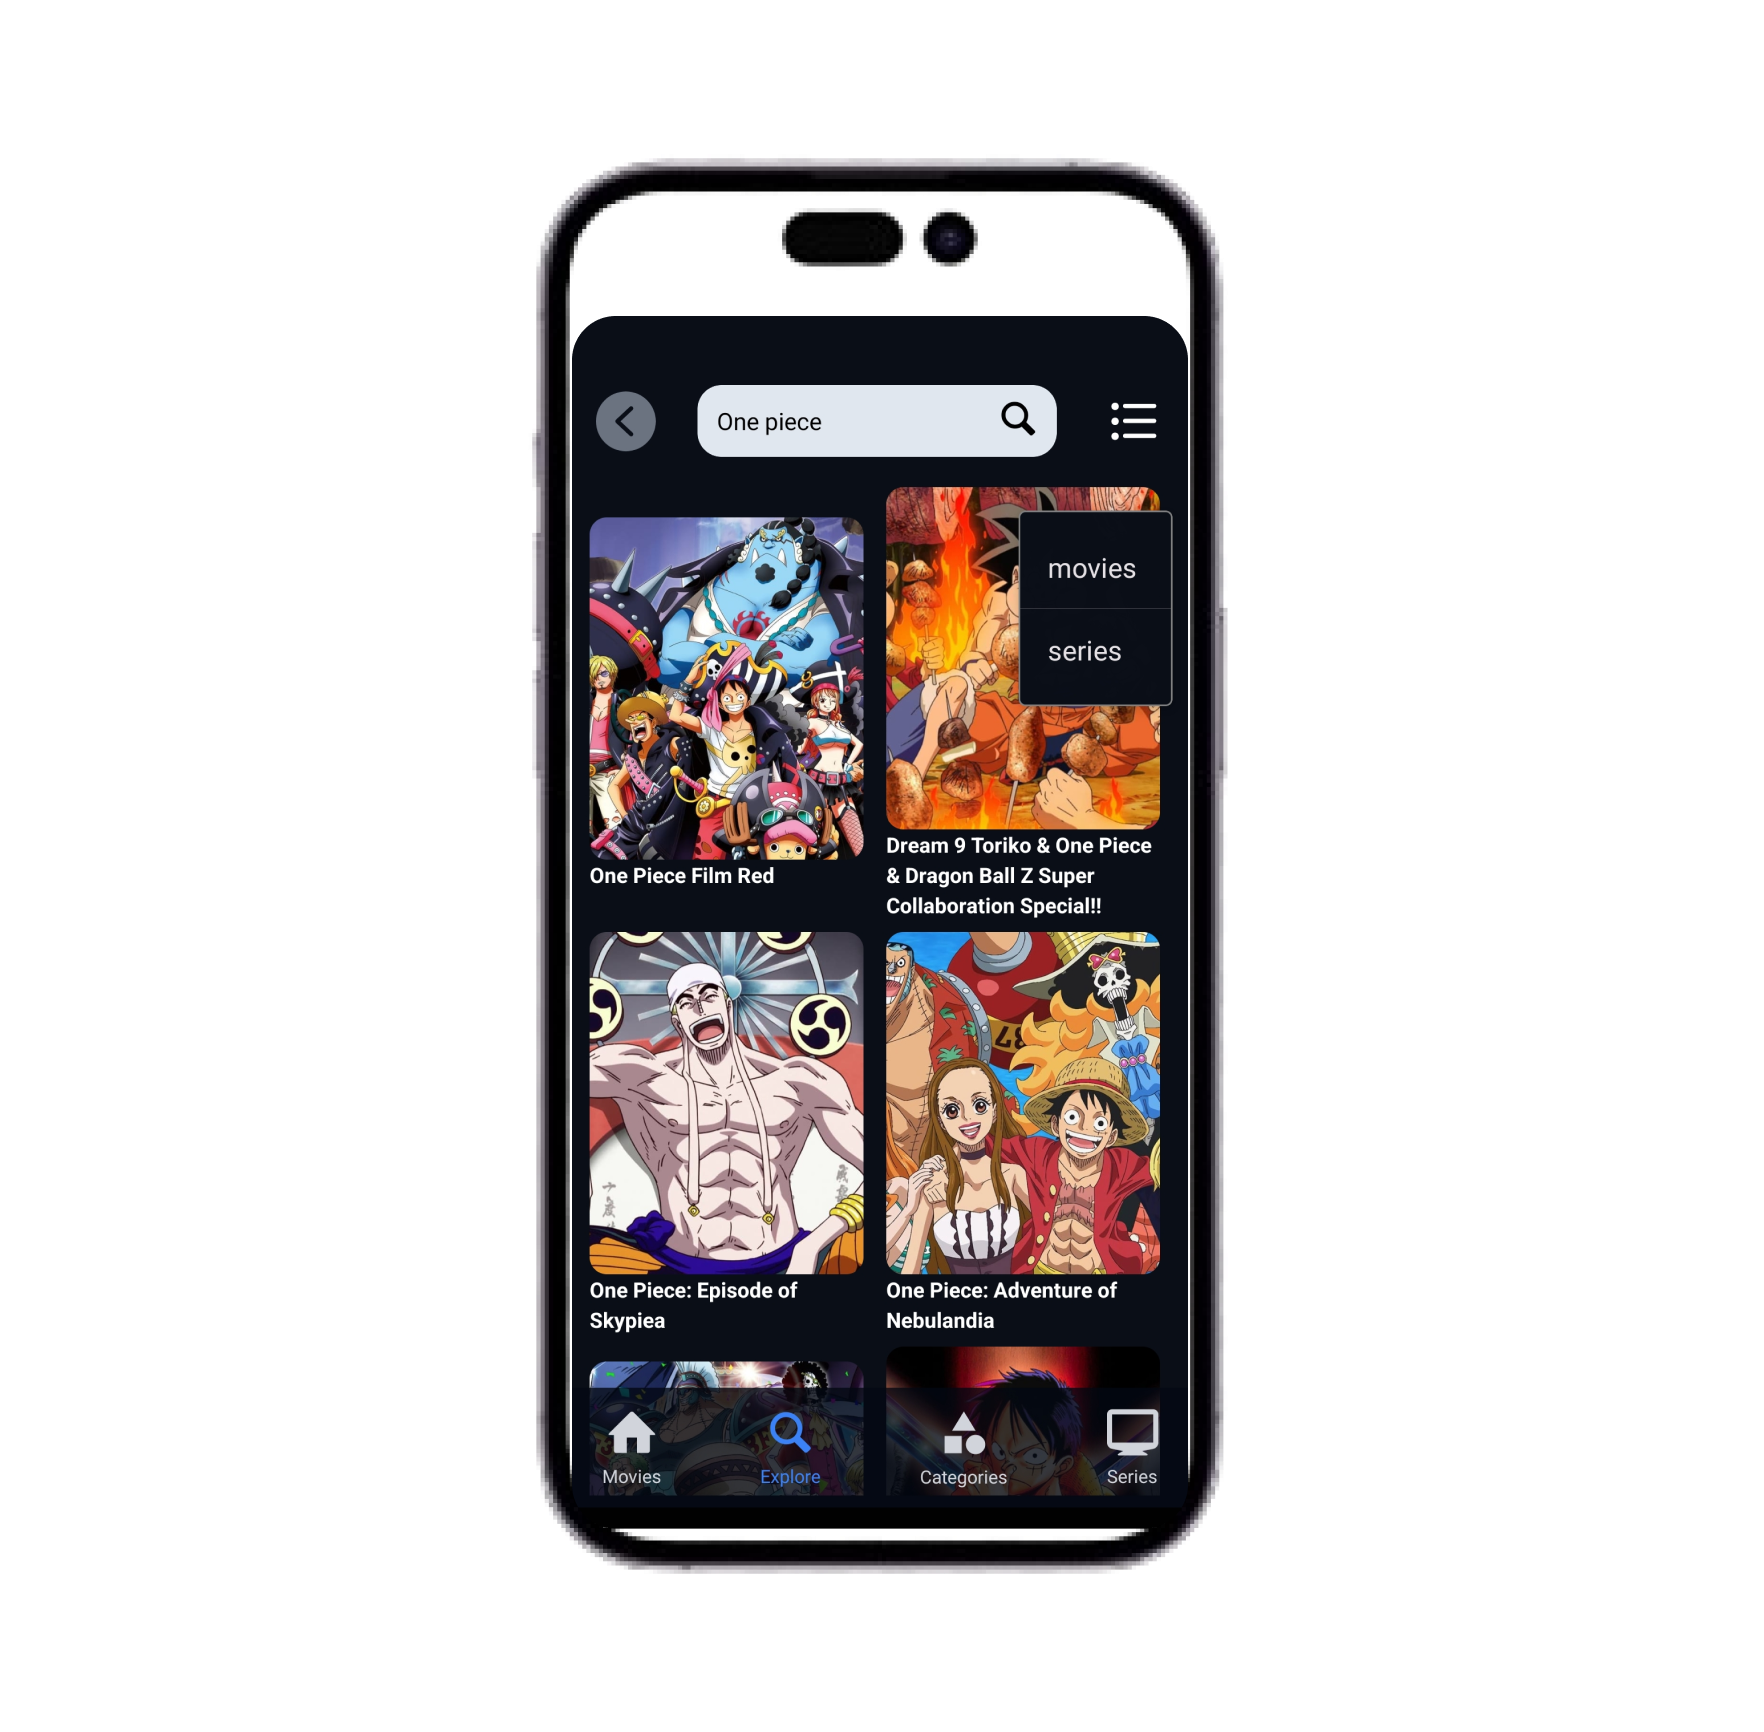 One piece
movies
series
One Piece Film Red
Dream 9 Toriko & One Piece
& Dragon Ball Z Super
Collaboration Special!!
One Piece: Episode of
Skypiea
One Piece: Adventure of
Nebulandia
Movies
Explore
Categories
Series